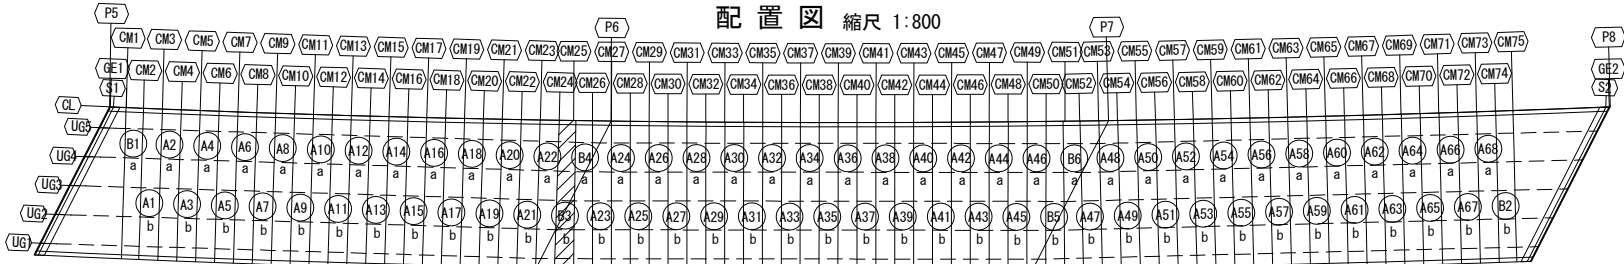 配 置 図 縮尺 1:800
P5 P6 P7 P8
CM1 CM3 CM5 CM7 CM9 CM11 CM13 CM15 CM17 CM19 CM21 CM23 CM25 CM27 CM29 CM31 CM33 CM35 CM37 CM39 CM41 CM43 CM45 CM47 CM49 CM51 CM53 CM55 CM57 CM59 CM61 CM63 CM65 CM67 CM69 CM71 CM73 CM75
GE1 CM2 CM4 CM6 CM8 CM10 CM12 CM14 CM16 CM18 CM20 CM22 CM24 CM26 CM28 CM30 CM32 CM34 CM36 CM38 CM40 CM42 CM44 CM46 CM48 CM50 CM52 CM54 CM56 CM58 CM60 CM62 CM64 CM66 CM68 CM70 CM72 CM74 GE2
S1 S2
CL
UG5
UG4 B1 A2 A4 A6 A8 A10 A12 A14 A16 A18 A20 A22 B4 A24 A26 A28 A30 A32 A34 A36 A38 A40 A42 A44 A46 B6 A48 A50 A52 A54 A56 A58 A60 A62 A64 A66 A68
a a a a a a a a a a a a a a a a a a a a a a a a a a a a a a a a a a a a a
UG3
UG2 A1 A3 A5 A7 A9 A11 A13 A15 A17 A19 A21 B3 A23 A25 A27 A29 A31 A33 A35 A37 A39 A41 A43 A45 B5 A47 A49 A51 A53 A55 A57 A59 A61 A63 A65 A67 B2
b b b b b b b b b b b b b b b b b b b b b b b b b b b b b b b b b b b b b